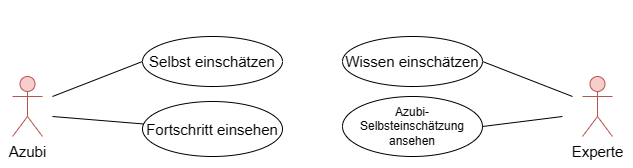 Selbst einschätzen
Wissen einschätzen
Fortschritt einsehen
Azubi-
Selbsteinschätzung
ansehen
Azubi
Experte